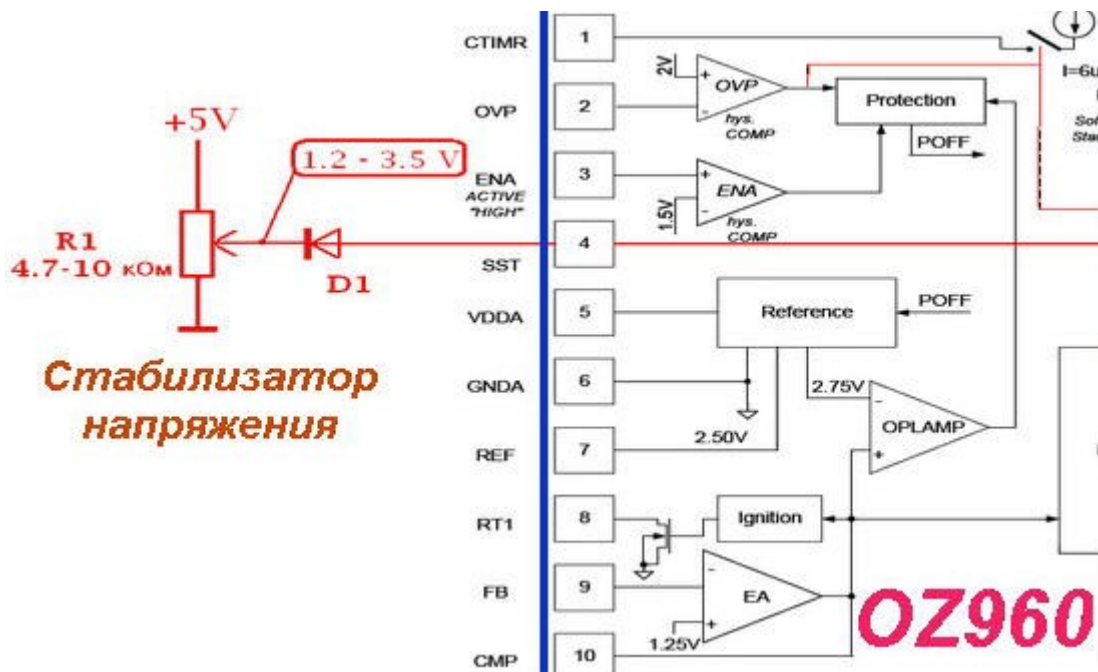 CTIMR
1
I=6u
2V
OVP
hys.
COMP
Protection
Sof
Star
OVP
2
POFF
+5V
1.2 - 3.5 V
ENA
ACTIVE
"HIGH"
3
ENA
1.5V
hys.
COMP
4
R1
4.7-10 кОм
D1
SST
VDDA
5
Reference
POFF
Стабилизатор
напряжения
GNDA
6
2.75V
OPLAMP
2.50V
REF
7
RT1
8
Ignition
FB
9
EA
1.25V
OZ960
CMP
10